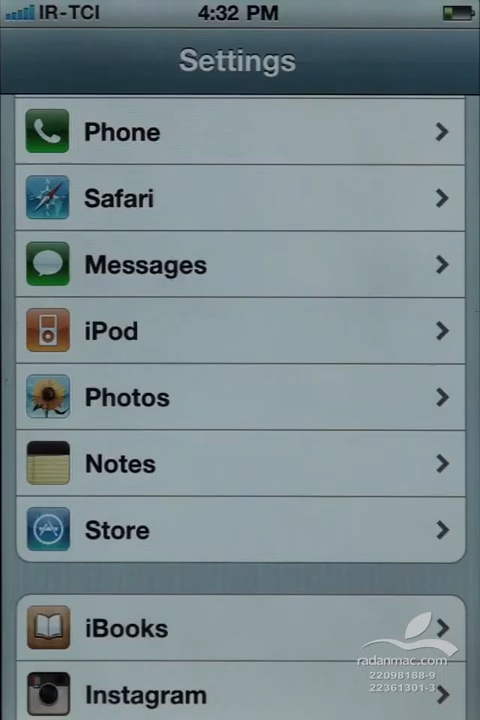 IR-TCI 4:32 PM
Settings
Phone
Safari
Messages
iPod
Photos
Notes
Store
iBooks
Instagram
radanmac.com
22098188-9
22361301-3